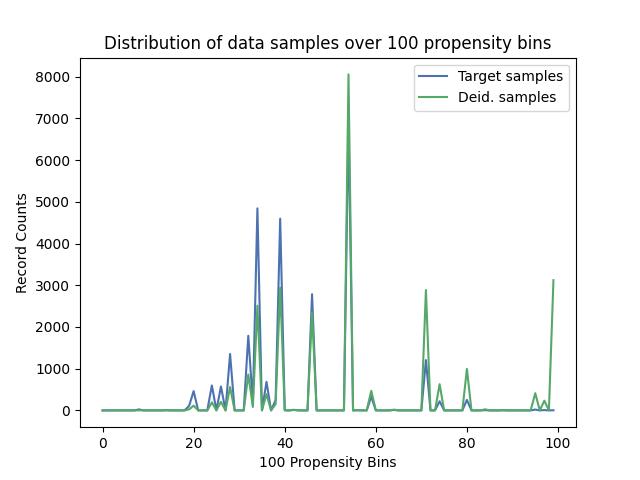 Distribution of data samples over 100 propensity bins
Target samples
Deid. samples
8000
7000
6000
5000
4000
3000
2000
1000
0
Record Counts
0 20 40 60 80 100
100 Propensity Bins